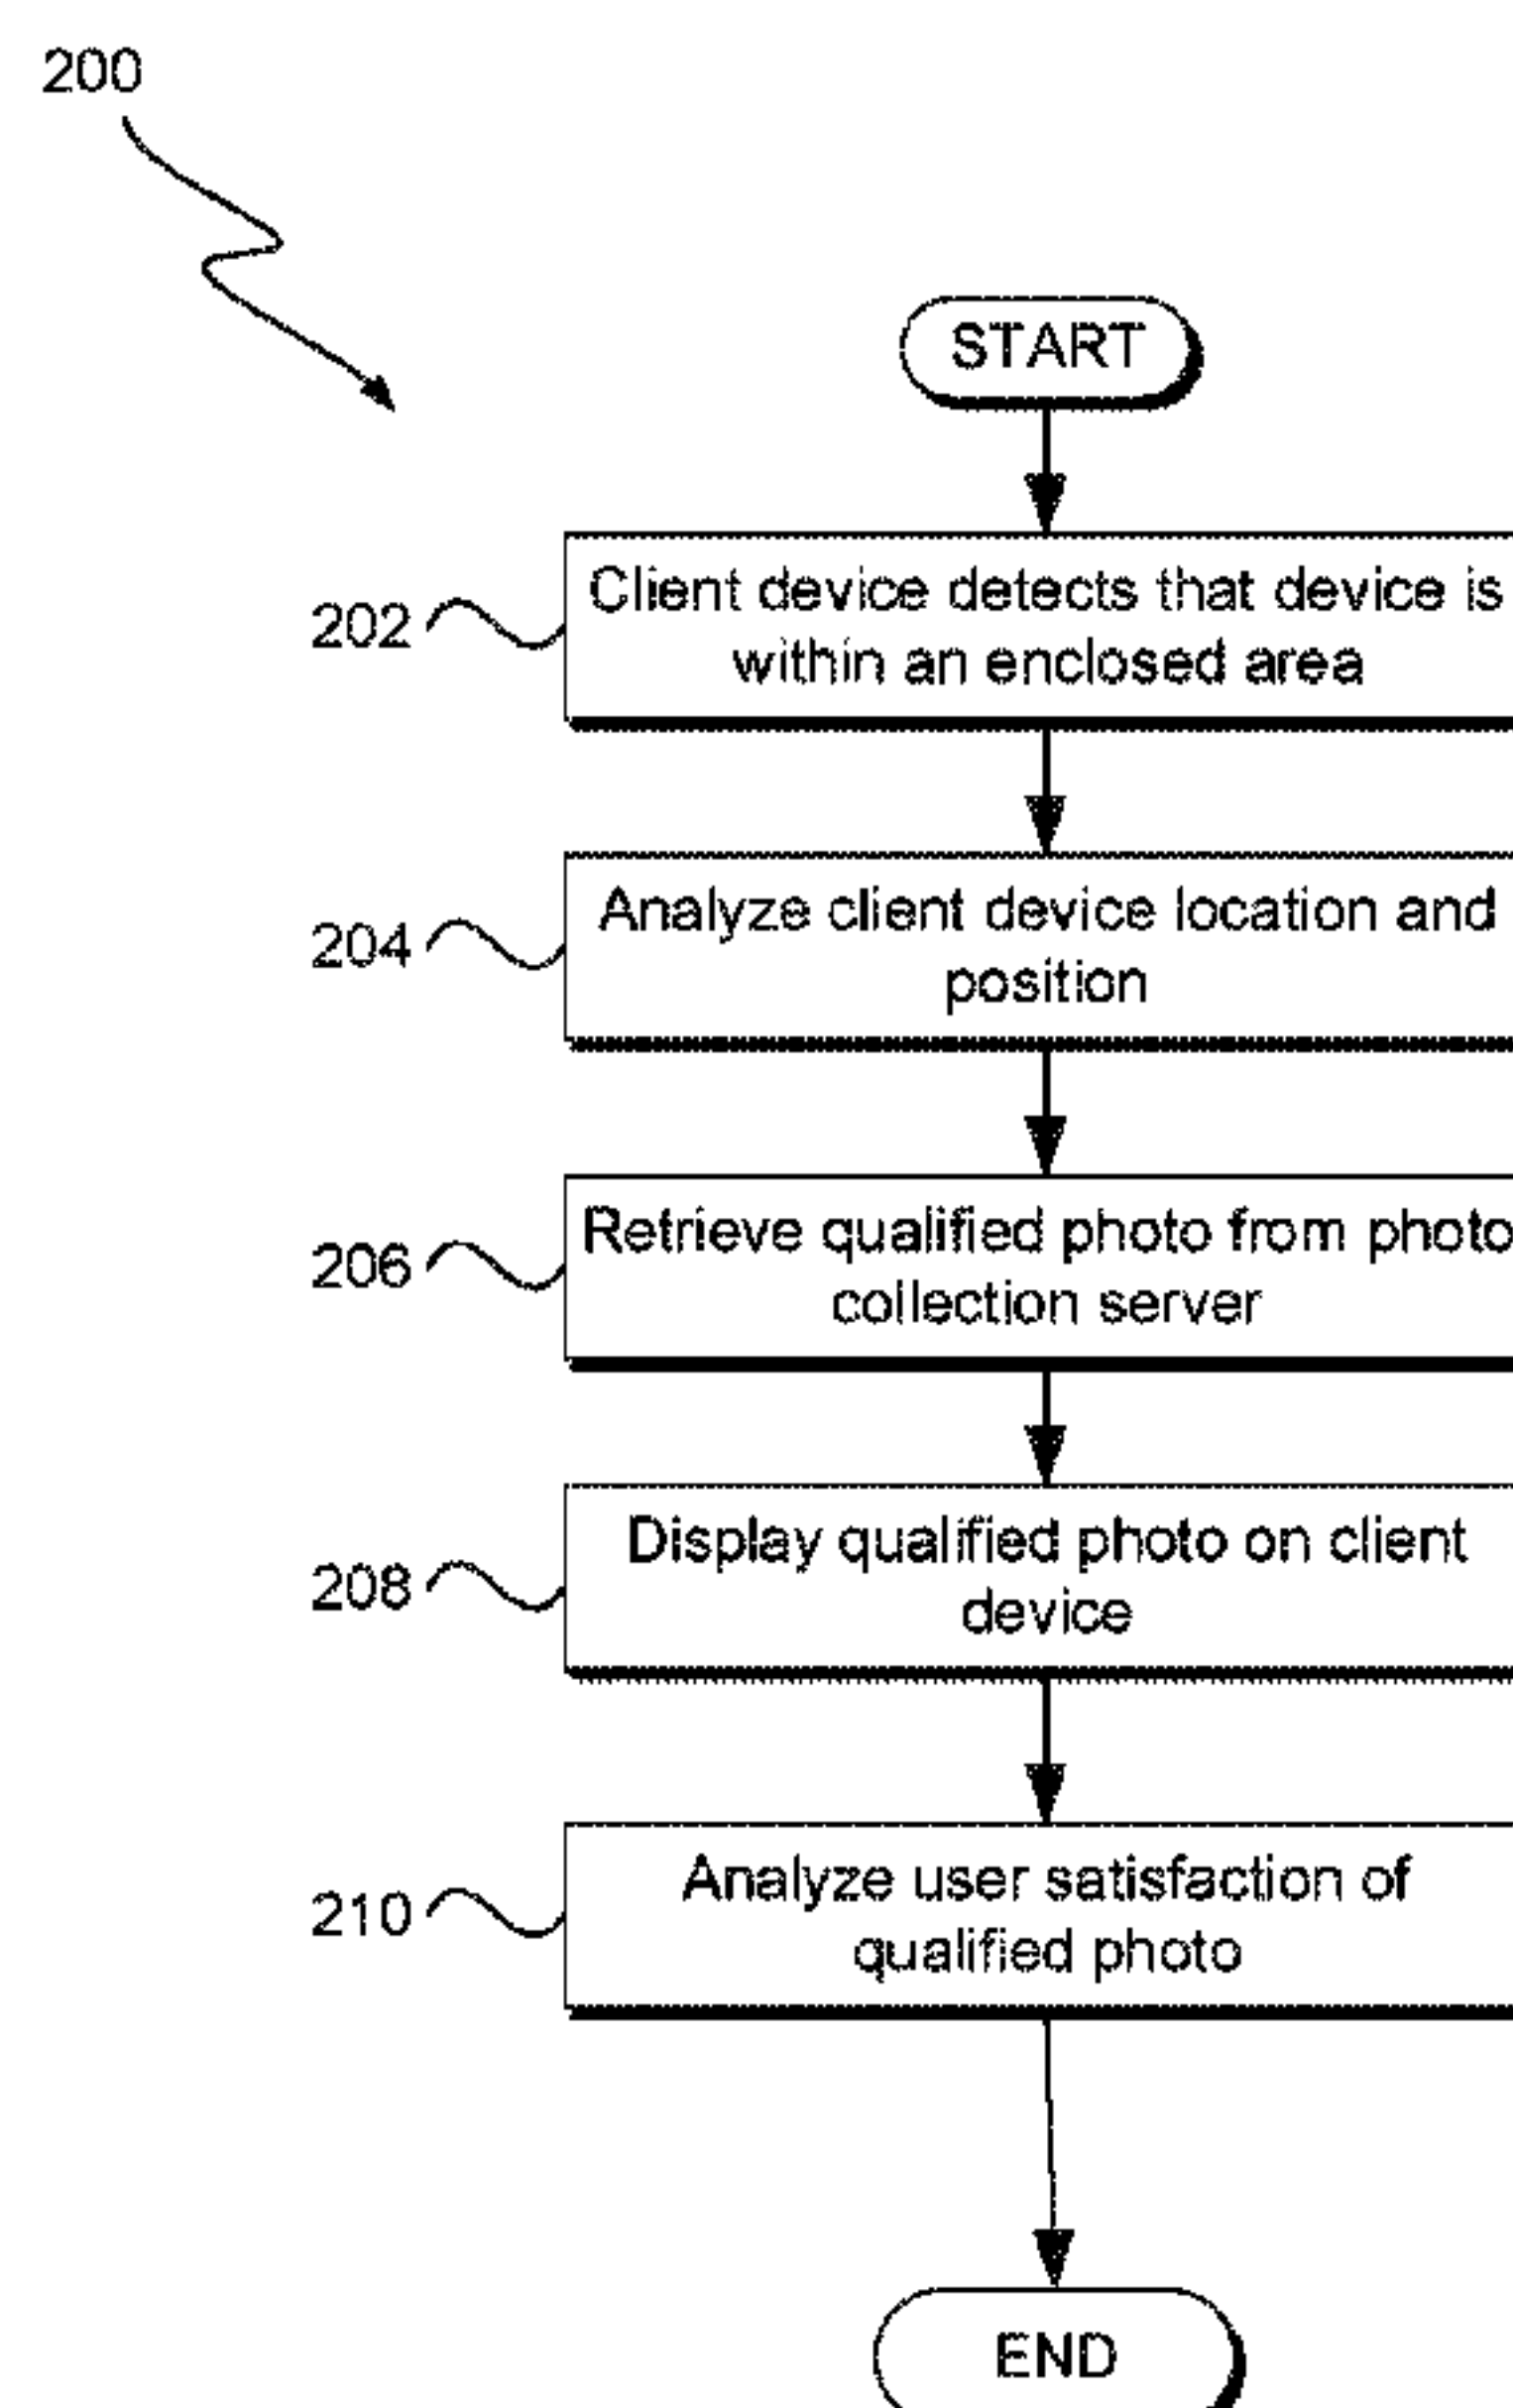 200
START
202
Client device detects that device is
within an enclosed area
204
Analyze client device location and
position
206
Retrieve qualified photo from photo
collection server
208
Display qualified photo on client
device
210
Analyze user satisfaction of
qualified photo
END